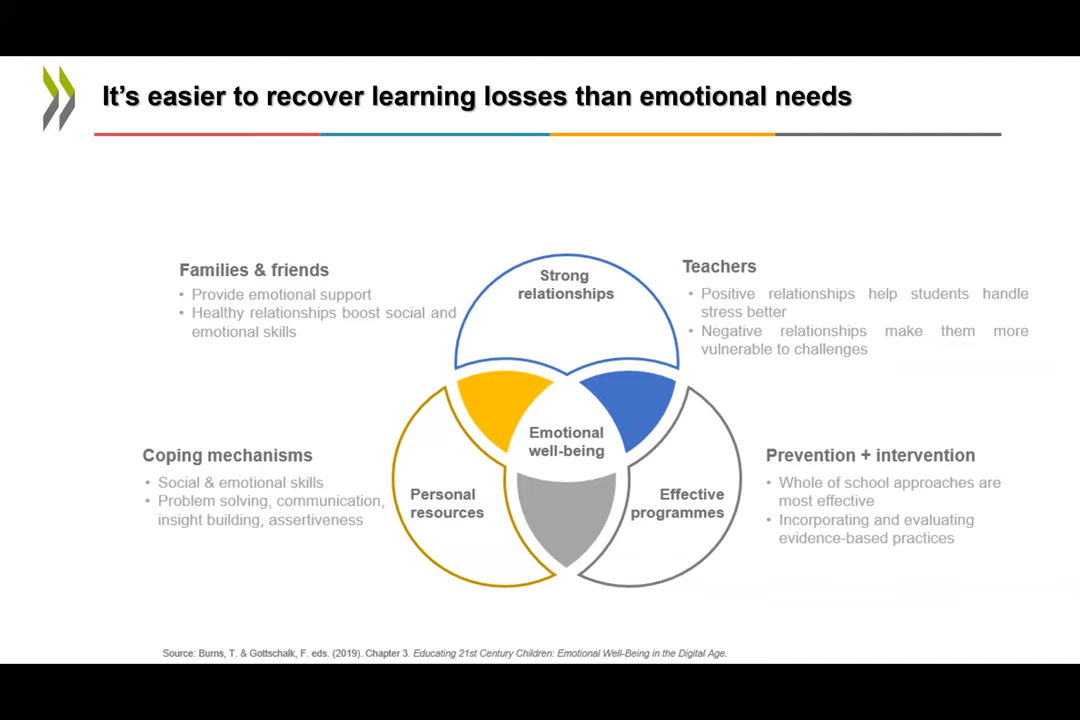 It's easier to recover learning losses than emotional needs
Families & friends
• Provide emotional support
• Healthy relationships boost social and
emotional skills
Strong
relationships
Teachers
• Positive relationships help students handle
stress better
• Negative relationships make them more
vulnerable to challenges
Emotional
well-being
Coping mechanisms
• Social & emotional skills
• Problem solving, communication,
insight building, assertiveness
Personal
resources
Effective
programmes
Prevention + intervention
• Whole of school approaches are
most effective
• Incorporating and evaluating
evidence-based practices
Source: Burns, T. & Gottschalk, F. eds. (2019). Chapter 3. Educating 21st Century Children: Emotional Well-Being in the Digital Age.